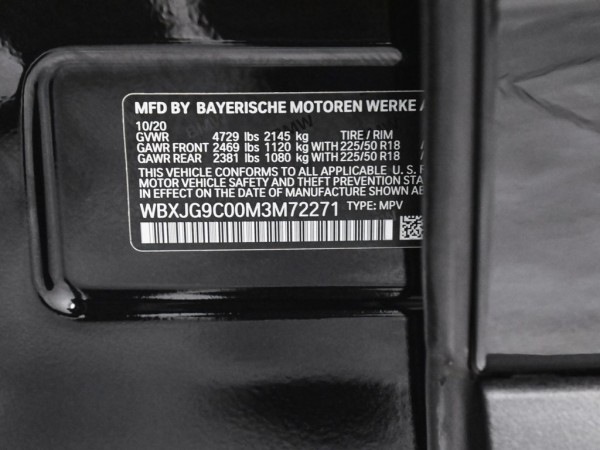 MFD BY BAYERISCHE MOTOREN WERKE A
10/20
GVWR 4729 lbs 2145 kg TIRE / RIM
GAWR FRONT 2469 lbs 1120 kg WITH 225/50 R18
GAWR REAR 2381 lbs 1080 kg WITH 225/50 R18
THIS VEHICLE CONFORMS TO ALL APPLICABLE U. S. F
MOTOR VEHICLE SAFETY AND THEFT PREVENTION STA
IN EFFECT ON THE DATE OF MANUFACTURE SHOWN AB
WBXJG9C00M3M72271 TYPE: MPV